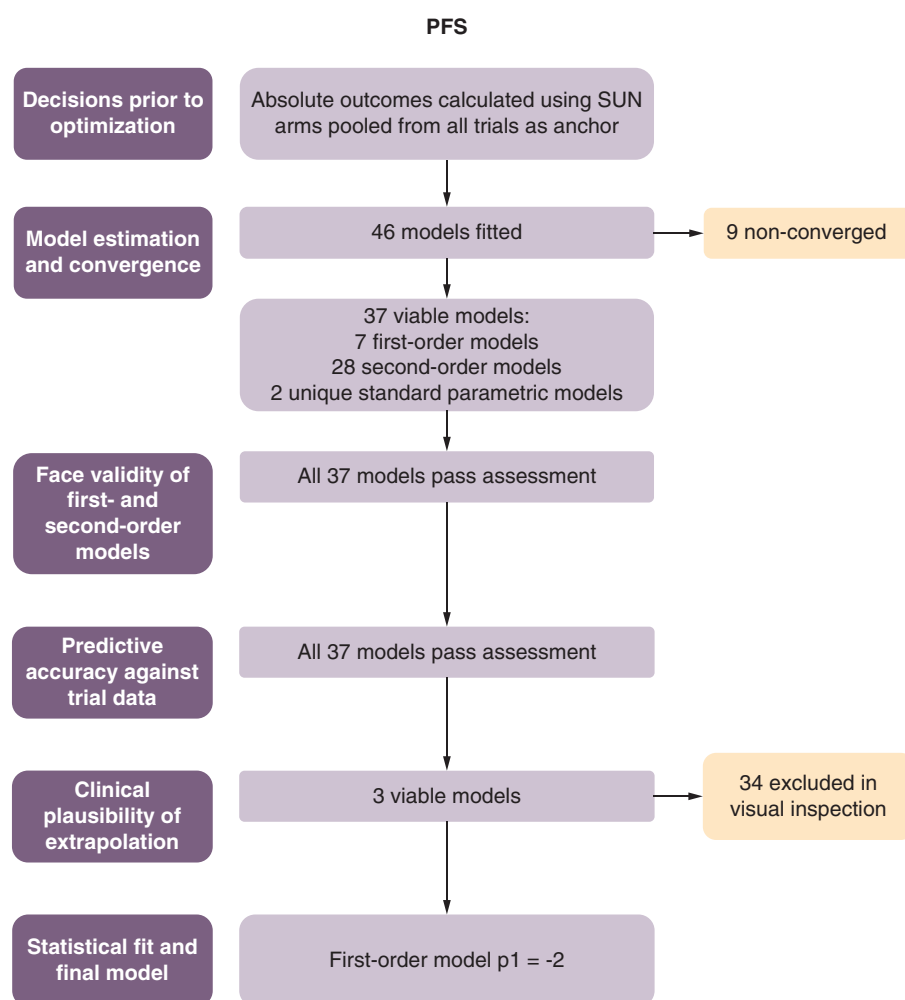 PFS
Decisions prior to
optimization
Absolute outcomes calculated using SUN
arms pooled from all trials as anchor
Model estimation
and convergence
46 models fitted
9 non-converged
37 viable models:
7 first-order models
28 second-order models
2 unique standard parametric models
Face validity of
first- and
second-order
models
All 37 models pass assessment
Predictive
accuracy against
trial data
All 37 models pass assessment
Clinical
plausibility of
extrapolation
3 viable models
34 excluded in
visual inspection
Statistical fit and
final model
First-order model p1 = -2